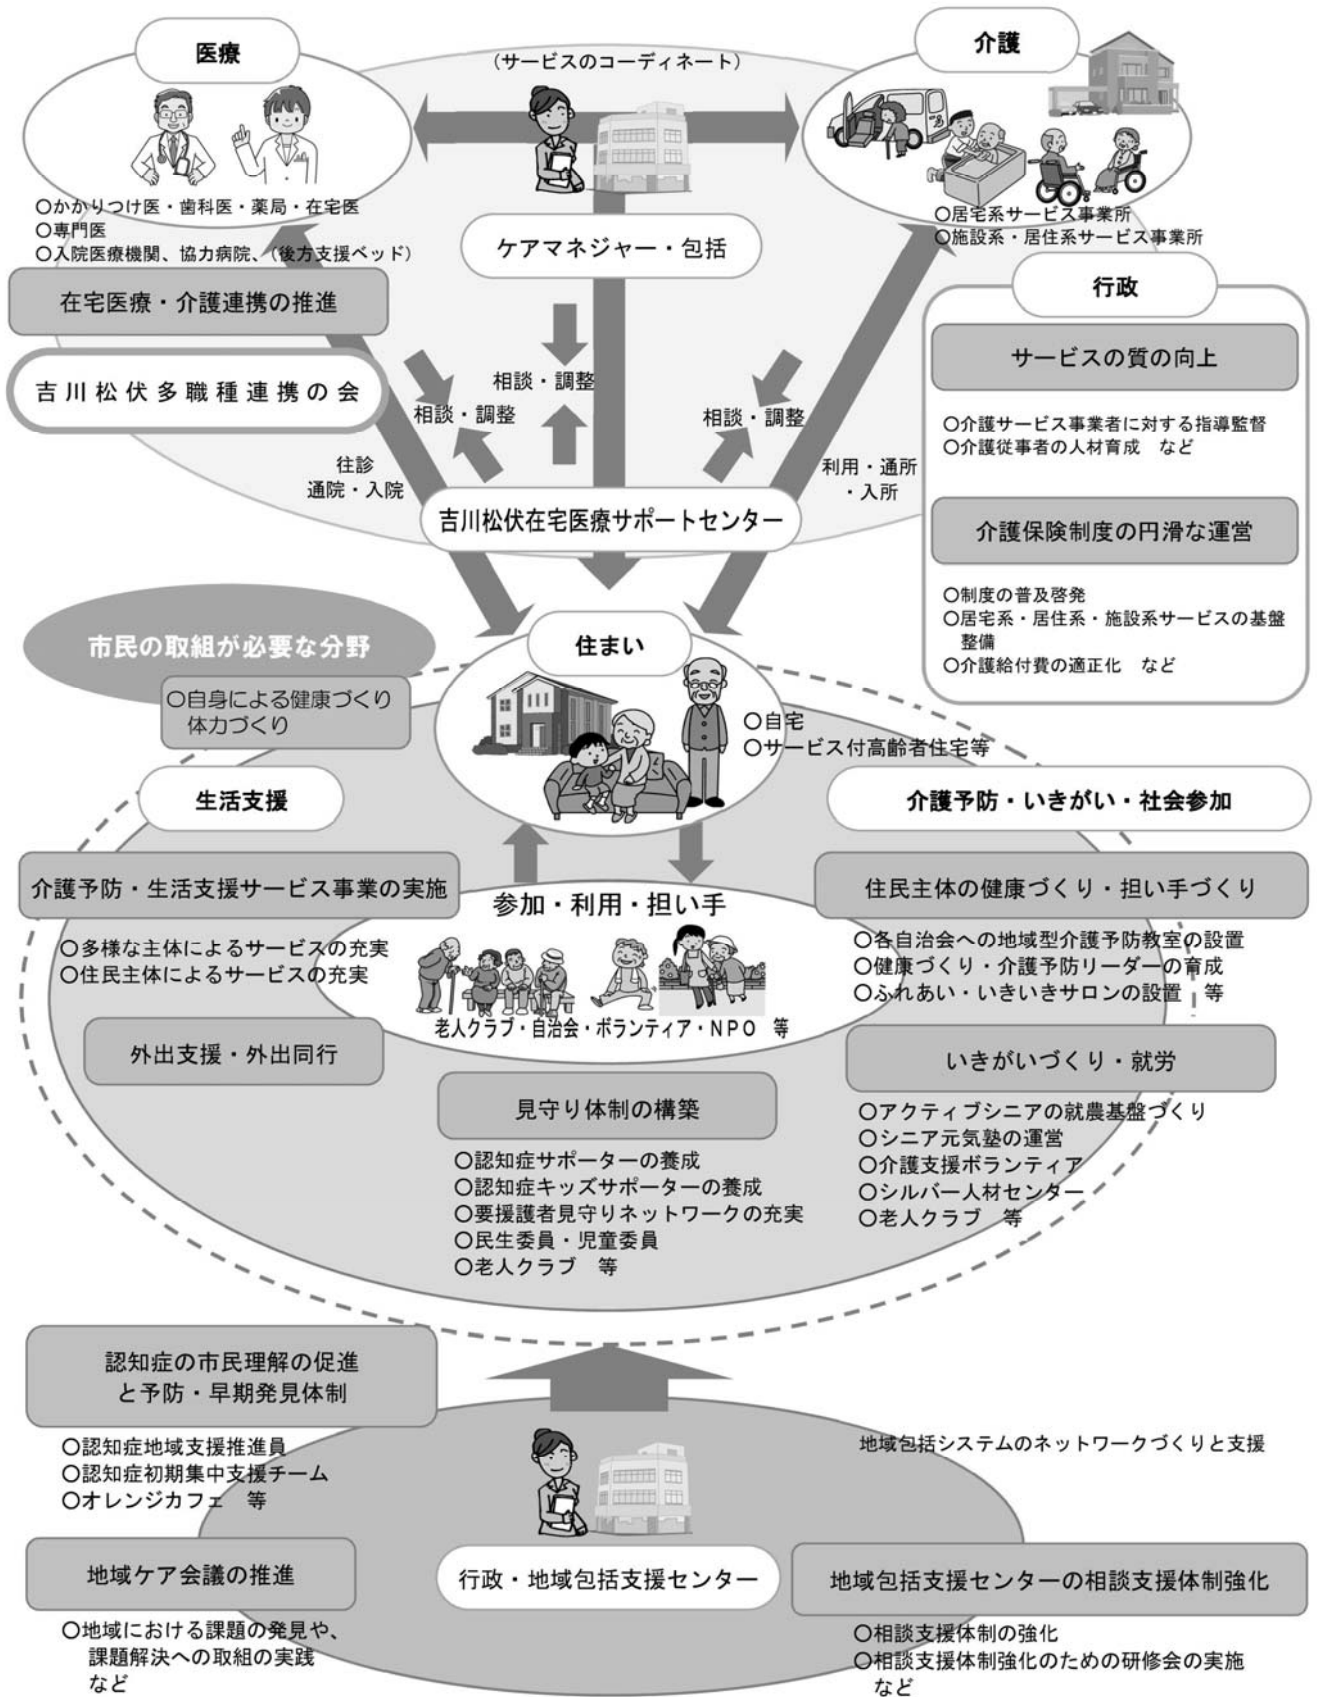 医療
(サービスのコーディネート)
介護
○かかりつけ医・歯科医・薬局・在宅医
○専門医
○入院医療機関、協力病院、(後方支援ベッド)
ケアマネジャー・包括
○居宅系サービス事業所
○施設系・居住系サービス事業所
在宅医療・介護連携の推進
吉川松伏多職種連携の会
相談・調整
相談・調整
相談・調整
往診
通院・入院
利用・通所
・入所
吉川松伏在宅医療サポートセンター
行政
サービスの質の向上
○介護サービス事業者に対する指導監督
○介護従事者の人材育成 など
介護保険制度の円滑な運営
○制度の普及啓発
○居宅系・居住系・施設系サービスの基盤
整備
○介護給付費の適正化 など
市民の取組が必要な分野
○自身による健康づくり
体力づくり
住まい
○自宅
○サービス付高齢者住宅等
生活支援
介護予防・いきがい・社会参加
介護予防・生活支援サービス事業の実施
○多様な主体によるサービスの充実
○住民主体によるサービスの充実
外出支援・外出同行
参加・利用・担い手
老人クラブ・自治会・ボランティア・NPO 等
住民主体の健康づくり・担い手づくり
○各自治会への地域型介護予防教室の設置
○健康づくり・介護予防リーダーの育成
○ふれあい・いきいきサロンの設置 等
いきがいづくり・就労
○アクティブシニアの就農基盤づくり
○シニア元気塾の運営
○介護支援ボランティア
○シルバー人材センター
○老人クラブ 等
見守り体制の構築
○認知症サポーターの養成
○認知症キッズサポーターの養成
○要援護者見守りネットワークの充実
○民生委員・児童委員
○老人クラブ 等
認知症の市民理解の促進
と予防・早期発見体制
○認知症地域支援推進員
○認知症初期集中支援チーム
○オレンジカフェ 等
地域包括システムのネットワークづくりと支援
地域ケア会議の推進
○地域における課題の発見や、
課題解決への取組の実践
など
行政・地域包括支援センター
地域包括支援センターの相談支援体制強化
○相談支援体制の強化
○相談支援体制強化のための研修会の実施
など